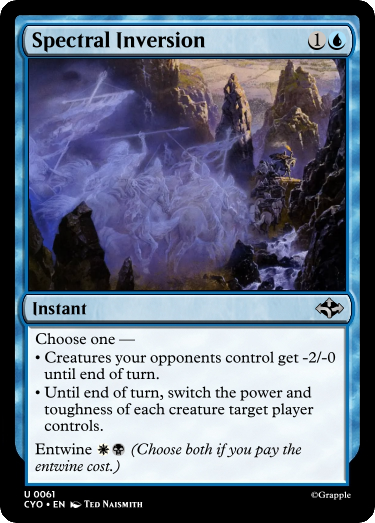 Spectral Inversion 1
Instant
Choose one —
• Creatures your opponents control get -2/-0
until end of turn.
• Until end of turn, switch the power and
toughness of each creature target player
controls.
Entwine (Choose both if you pay the
entwine cost.)
U 0061
CYO • EN Ted Naismith
©Grapple